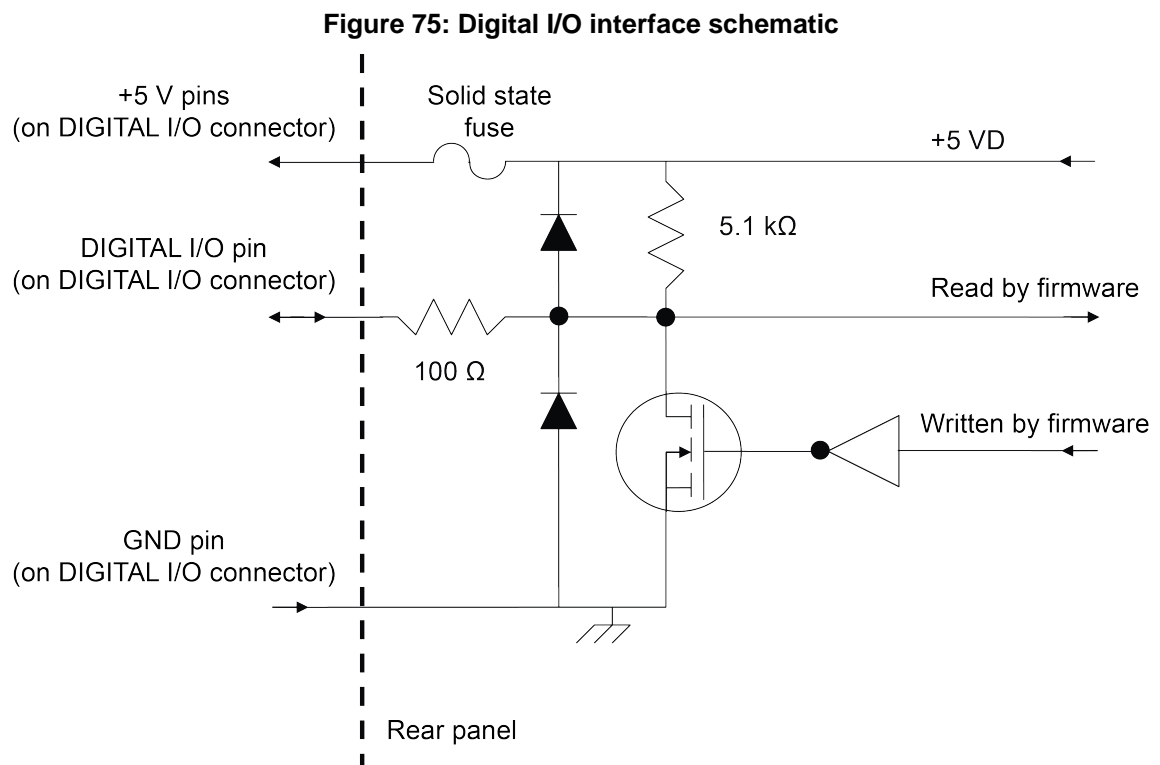 Figure 75: Digital I/O interface schematic
+5 V pins
(on DIGITAL I/O connector)
Solid state
fuse
+5 VD
5.1 kΩ
DIGITAL I/O pin
(on DIGITAL I/O connector)
Read by firmware
100 Ω
Written by firmware
GND pin
(on DIGITAL I/O connector)
Rear panel